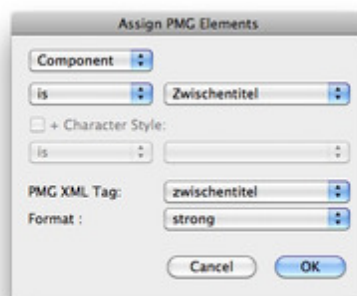 Assign PMG Elements
Component
is Zwischentitel
+ Character Style:
is
PMG XML Tag: zwischentitel
Format : strong
Cancel OK